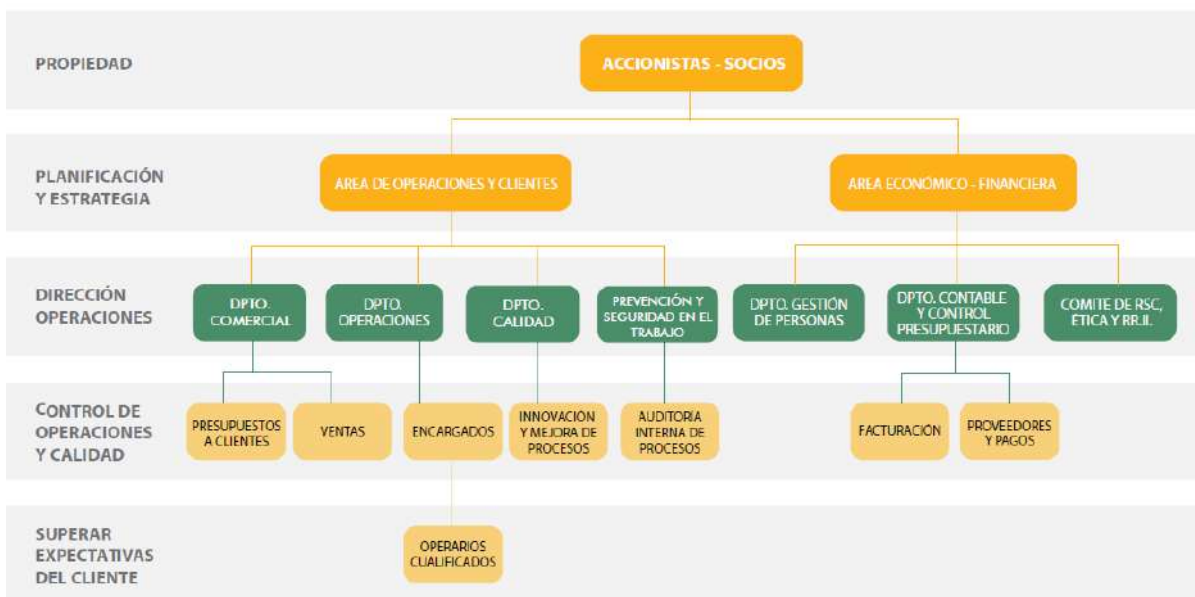 PROPIEDAD
ACCIONISTAS - SOCIOS
PLANIFICACIÓN
Y ESTRATEGIA
AREA DE OPERACIONES Y CLIENTES
AREA ECONÓMICO - FINANCIERA
DIRECCIÓN
OPERACIONES
DPTO.
COMERCIAL
DPTO.
OPERACIONES
DPTO.
CALIDAD
PREVENCIÓN Y
SEGURIDAD EN EL
TRABAJO
DPTO. GESTIÓN
DE PERSONAS
DPTO. CONTABLE
Y CONTROL
PRESUPUESTARIO
COMITE DE RSC,
ÉTICA Y RR.II.
CONTROL DE
OPERACIONES
Y CALIDAD
PRESUPUESTOS
A CLIENTES
VENTAS
ENCARGADOS
INNOVACIÓN
Y MEJORA DE
PROCESOS
AUDITORÍA
INTERNA DE
PROCESOS
FACTURACIÓN
PROVEEDORES
Y PAGOS
SUPERAR
EXPECTATIVAS
DEL CLIENTE
OPERARIOS
CUALIFICADOS